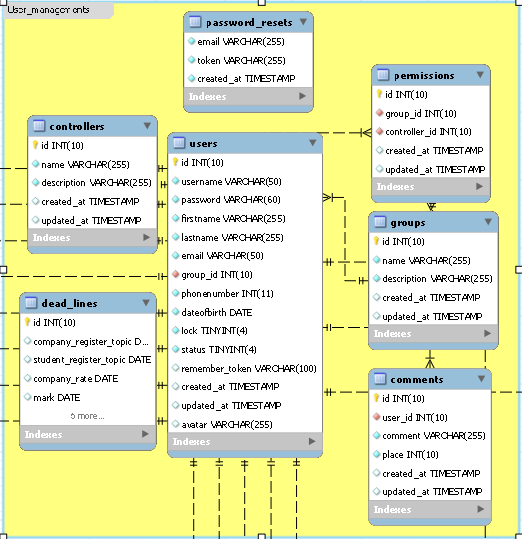 User_managements
password_resets
email VARCHAR(255)
token VARCHAR(255)
created_at TIMESTAMP
Indexes
permissions
id INT(10)
group_id INT(10)
controller_id INT(10)
created_at TIMESTAMP
updated_at TIMESTAMP
Indexes
controllers
id INT(10)
name VARCHAR(255)
description VARCHAR(255)
created_at TIMESTAMP
updated_at TIMESTAMP
Indexes
users
id INT(10)
username VARCHAR(50)
password VARCHAR(60)
firstname VARCHAR(255)
lastname VARCHAR(255)
email VARCHAR(50)
group_id INT(10)
phonenumber INT(11)
dateofbirth DATE
lock TINYINT(4)
status TINYINT(4)
remember_token VARCHAR(100)
created_at TIMESTAMP
updated_at TIMESTAMP
avatar VARCHAR(255)
Indexes
groups
id INT(10)
name VARCHAR(255)
description VARCHAR(255)
created_at TIMESTAMP
updated_at TIMESTAMP
Indexes
dead_lines
id INT(10)
company_register_topic D...
student_register_topic DATE
company_rate DATE
mark DATE
6 more...
Indexes
comments
id INT(10)
user_id INT(10)
comment VARCHAR(255)
place INT(10)
created_at TIMESTAMP
updated_at TIMESTAMP
Indexes